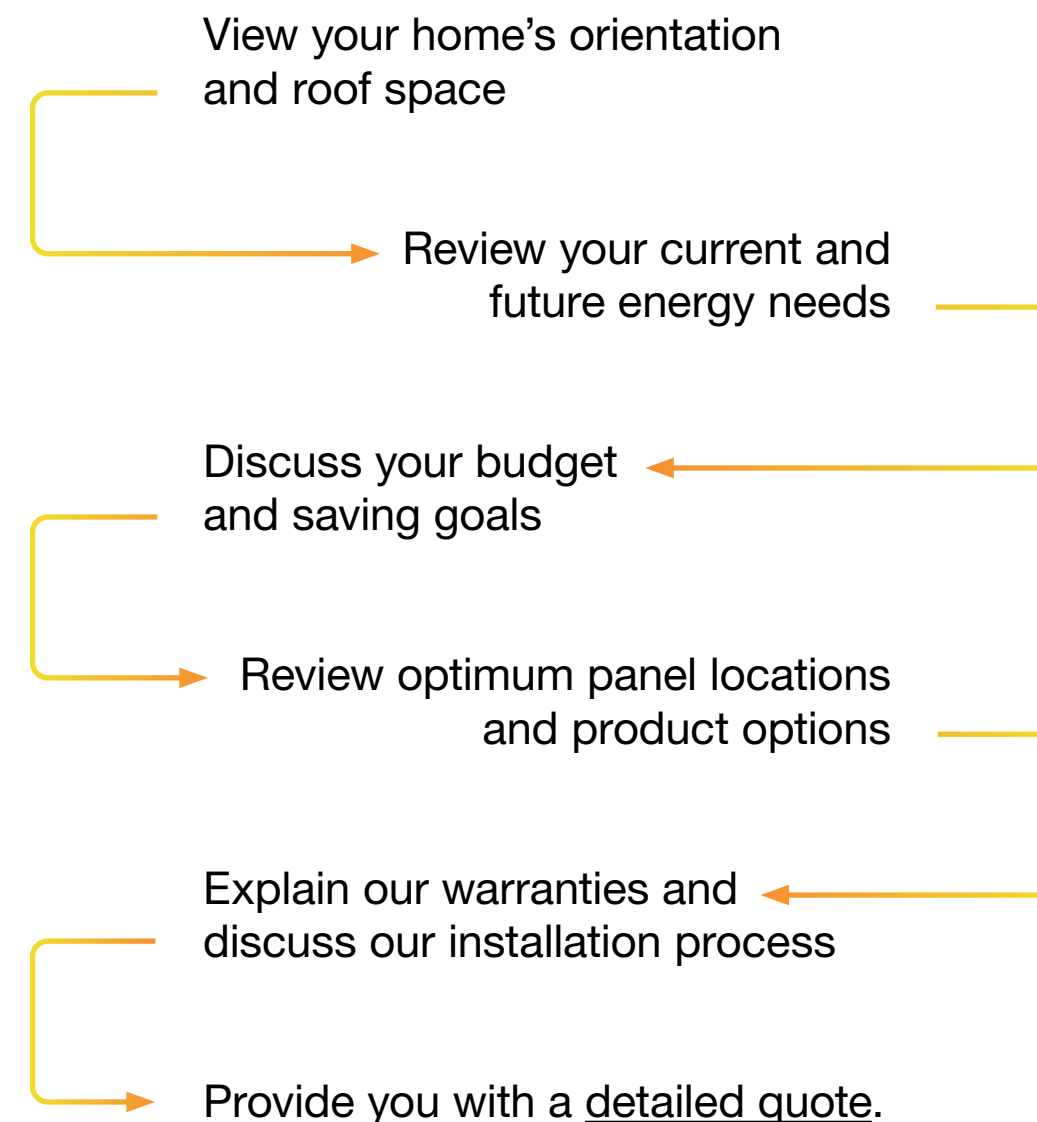 View your home’s orientation
and roof space
Review your current and
future energy needs
Discuss your budget
and saving goals
Review optimum panel locations
and product options
Explain our warranties and
discuss our installation process
Provide you with a detailed quote.